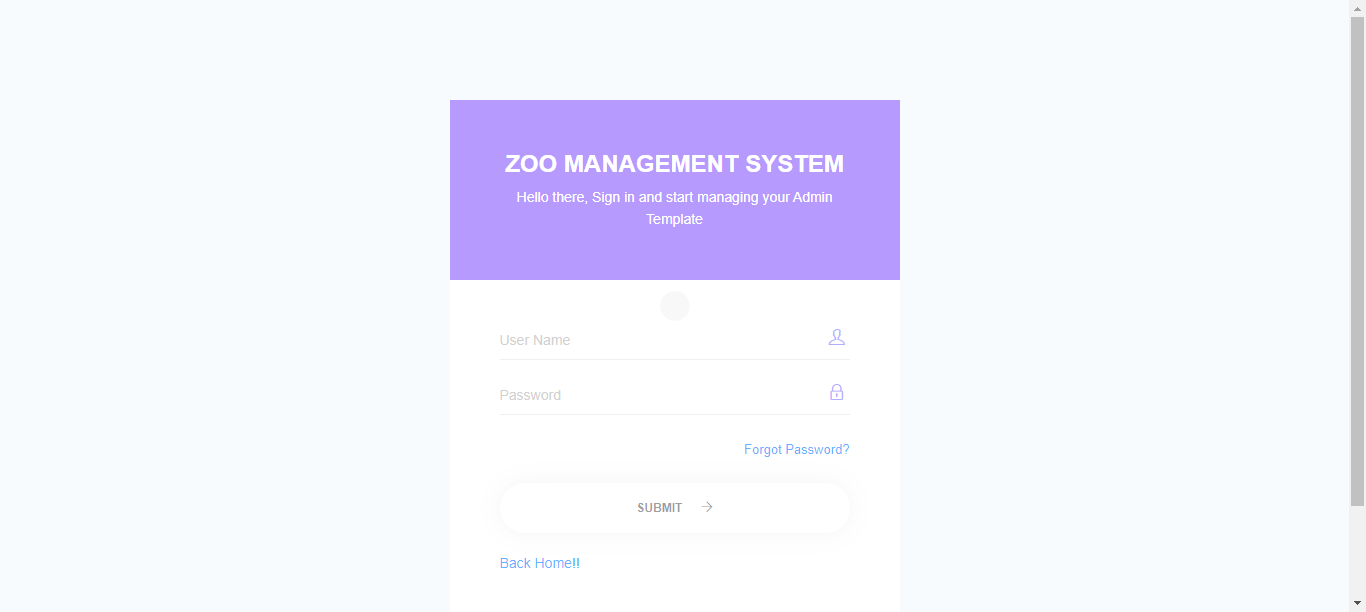 ZOO MANAGEMENT SYSTEM
Hello there, Sign in and start managing your Admin
Template
User Name
Password
Forgot Password?
SUBMIT
Back Home!!